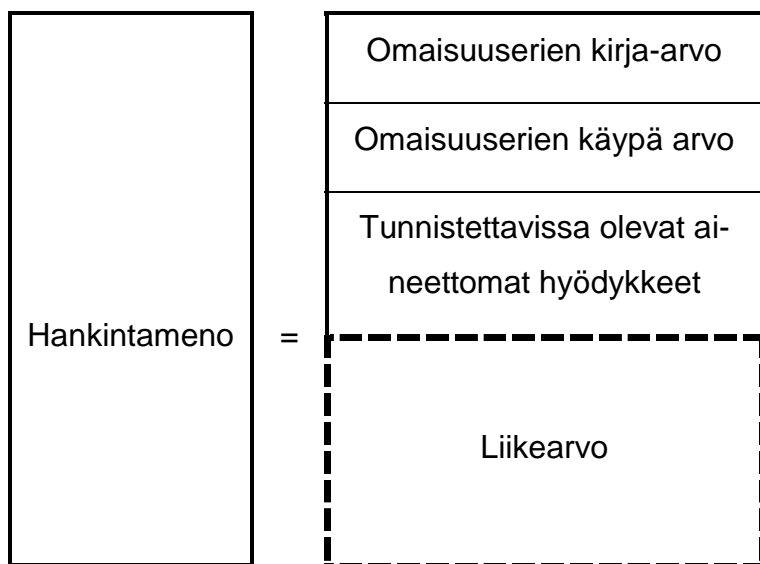 Omaisuuserien kirja-arvo
Omaisuuserien käypä arvo
Tunnistettavissa olevat ai-
neettomat hyödykkeet
Hankintameno
=
Liikearvo